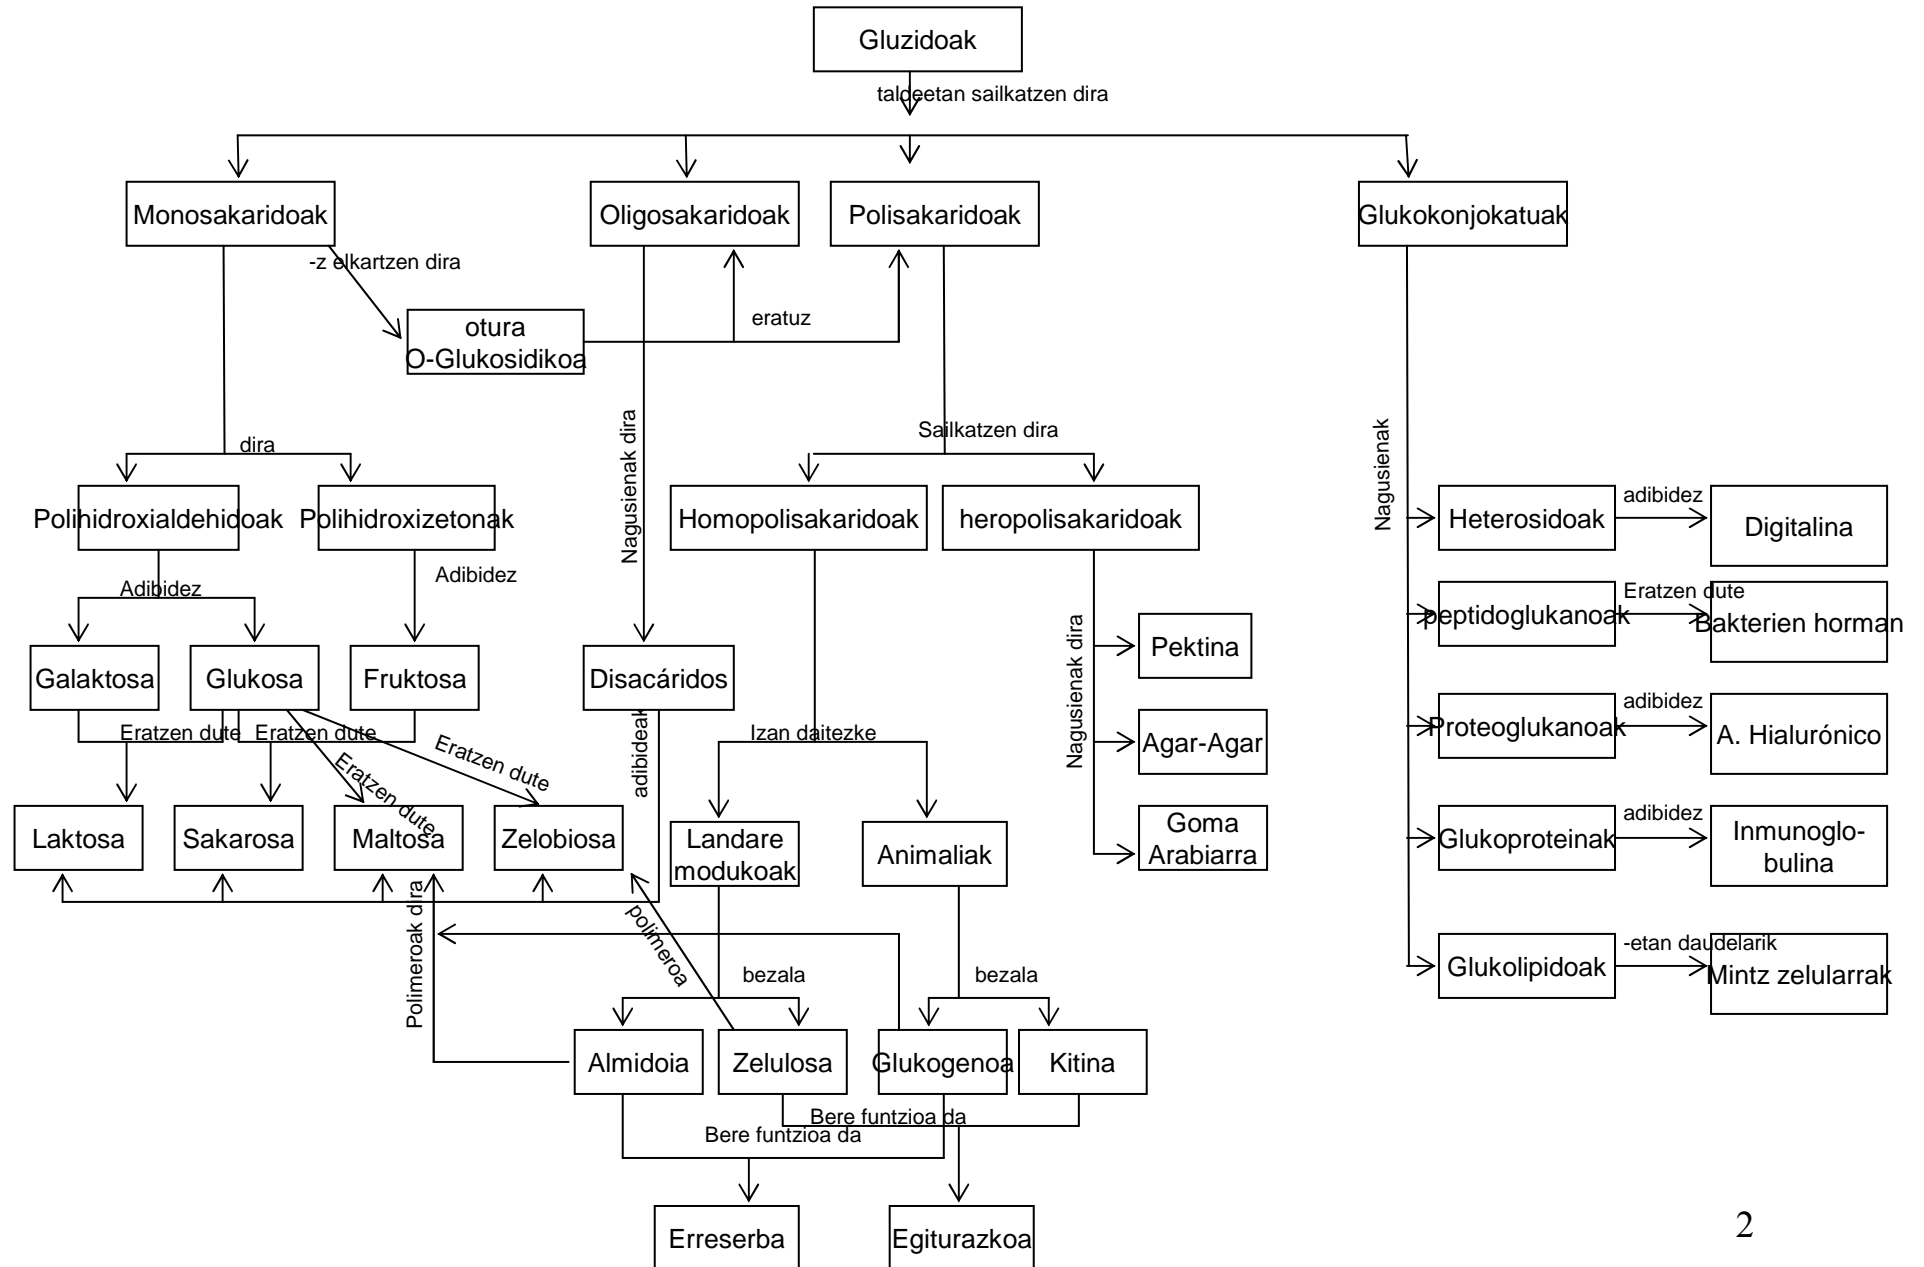 Gluzidoak
taldeetan sailkatzen dira
Monosakaridoak
Oligosakaridoak
Polisakaridoak
Glukokonjokatuak
-z elkartzen dira
otura
O-Glukosidikoa
eratuz
dira
Nagusienak dira
Sailkatzen dira
Nagusienak
Polihidroxialdehidoak
Polihidroxizetonak
Homopolisakaridoak
heropolisakaridoak
Heterosidoak
adibidez
Digitalina
Adibidez
Adibidez
peptidoglukanoak
Eratzen dute
Bakterien horman
Galaktosa
Glukosa
Fruktosa
Disacáridos
Nagusienak dira
Pektina
Eratzen dute
Eratzen dute
Eratzen dute
Eratzen dute
adibideak
Izan daitezke
Agar-Agar
Proteoglukanoak
adibidez
A. Hialurónico
Laktosa
Sakarosa
Maltosa
Zelobiosa
Landare
modukoak
Animaliak
Goma
Arabiarra
Glukoproteinak
adibidez
Inmunoglo-
bulina
Polimeroak dira
polimeroa
bezala
bezala
Glukolipidoak
-etan daudelarik
Mintz zelularrak
Almidoia
Zelulosa
Glukogenoa
Kitina
Bere funtzioa da
Bere funtzioa da
Erreserba
Egiturazkoa
2